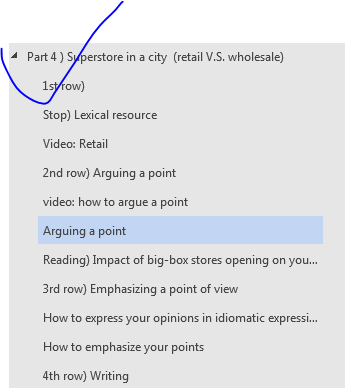 Part 4 ) Superstore in a city  (retail V.S. wholesale)
1st row)
Stop) Lexical resource
Video: Retail
2nd row) Arguing a point
video: how to argue a point
Arguing a point
Reading) Impact of big-box stores opening on you...
3rd row) Emphasizing a point of view
How to express your opinions in idiomatic expressi...
How to emphasize your points
4th row) Writing